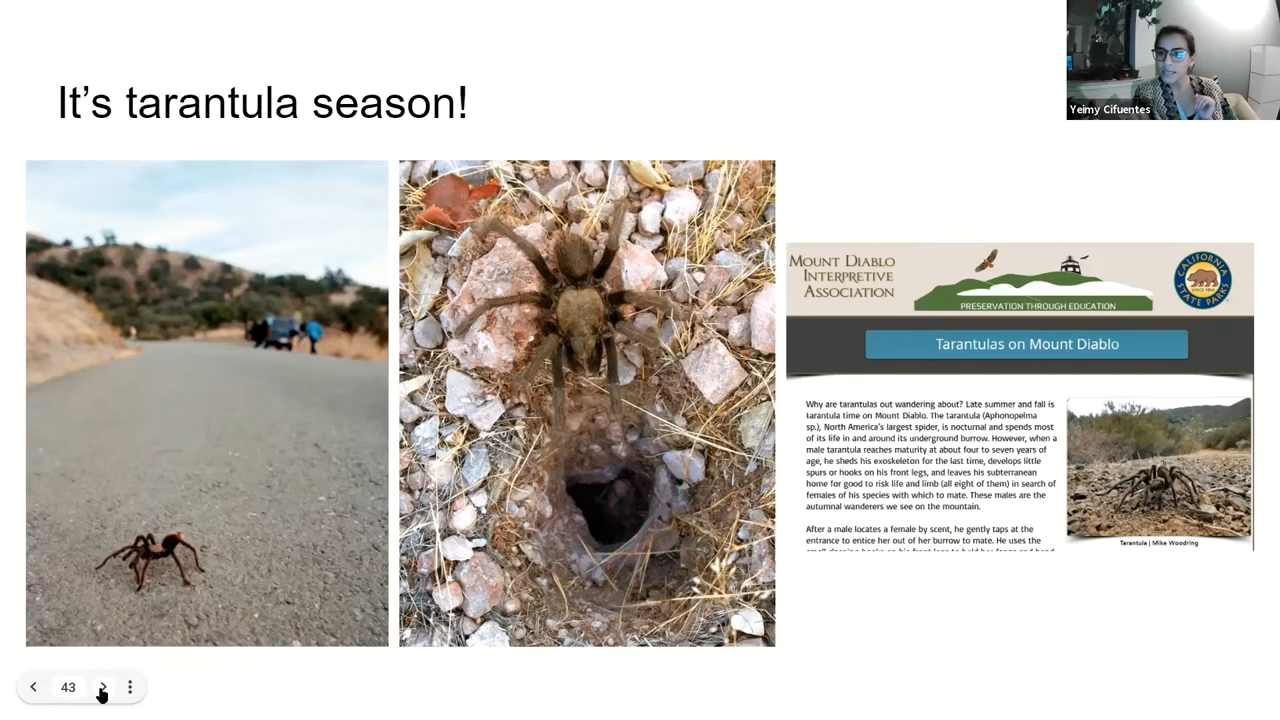 It's tarantula season!
Yeimy Cifuentes
MOUNT DIABLO
INTERPRETIVE
ASSOCIATION
PRESERVATION THROUGH EDUCATION
CALIFORNIA
SINCE 1864
STATE PARKS
Tarantulas on Mount Diablo
Why are tarantulas out wandering about? Late summer and fall is
tarantula time on Mount Diablo. The tarantula (Aphonopelma
sp.), North America's largest spider, is nocturnal and spends most
of its life in and around its underground burrow. However, when a
male tarantula reaches maturity at about four to seven years of
age, he sheds his exoskeleton for the last time, develops little
spurs or hooks on his front legs, and leaves his subterranean
home for good to risk life and limb (all eight of them) in search of
females of his species with which to mate. These males are the
autumnal wanderers we see on the mountain.
After a male locates a female by scent, he gently taps at the
entrance to entice her out of her burrow to mate. He uses the
Tarantula | Mike Woodring
43